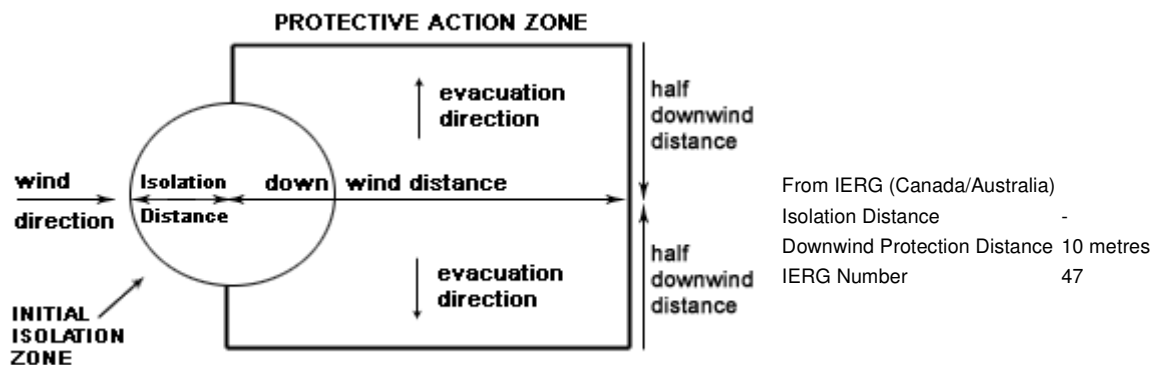 PROTECTIVE ACTION ZONE
evacuation
direction
half
downwind
distance
wind
direction
Isolation
Distance
down wind distance
From IERG (Canada/Australia)
Isolation Distance -
Downwind Protection Distance 10 metres
IERG Number 47
evacuation
direction
half
downwind
distance
INITIAL
ISOLATION
ZONE